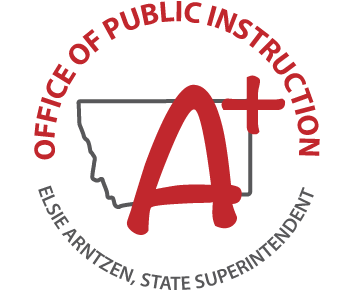 OFFICE OF PUBLIC INSTRUCTION
A+
ELSIE ARNTZEN, STATE SUPERINTENDENT